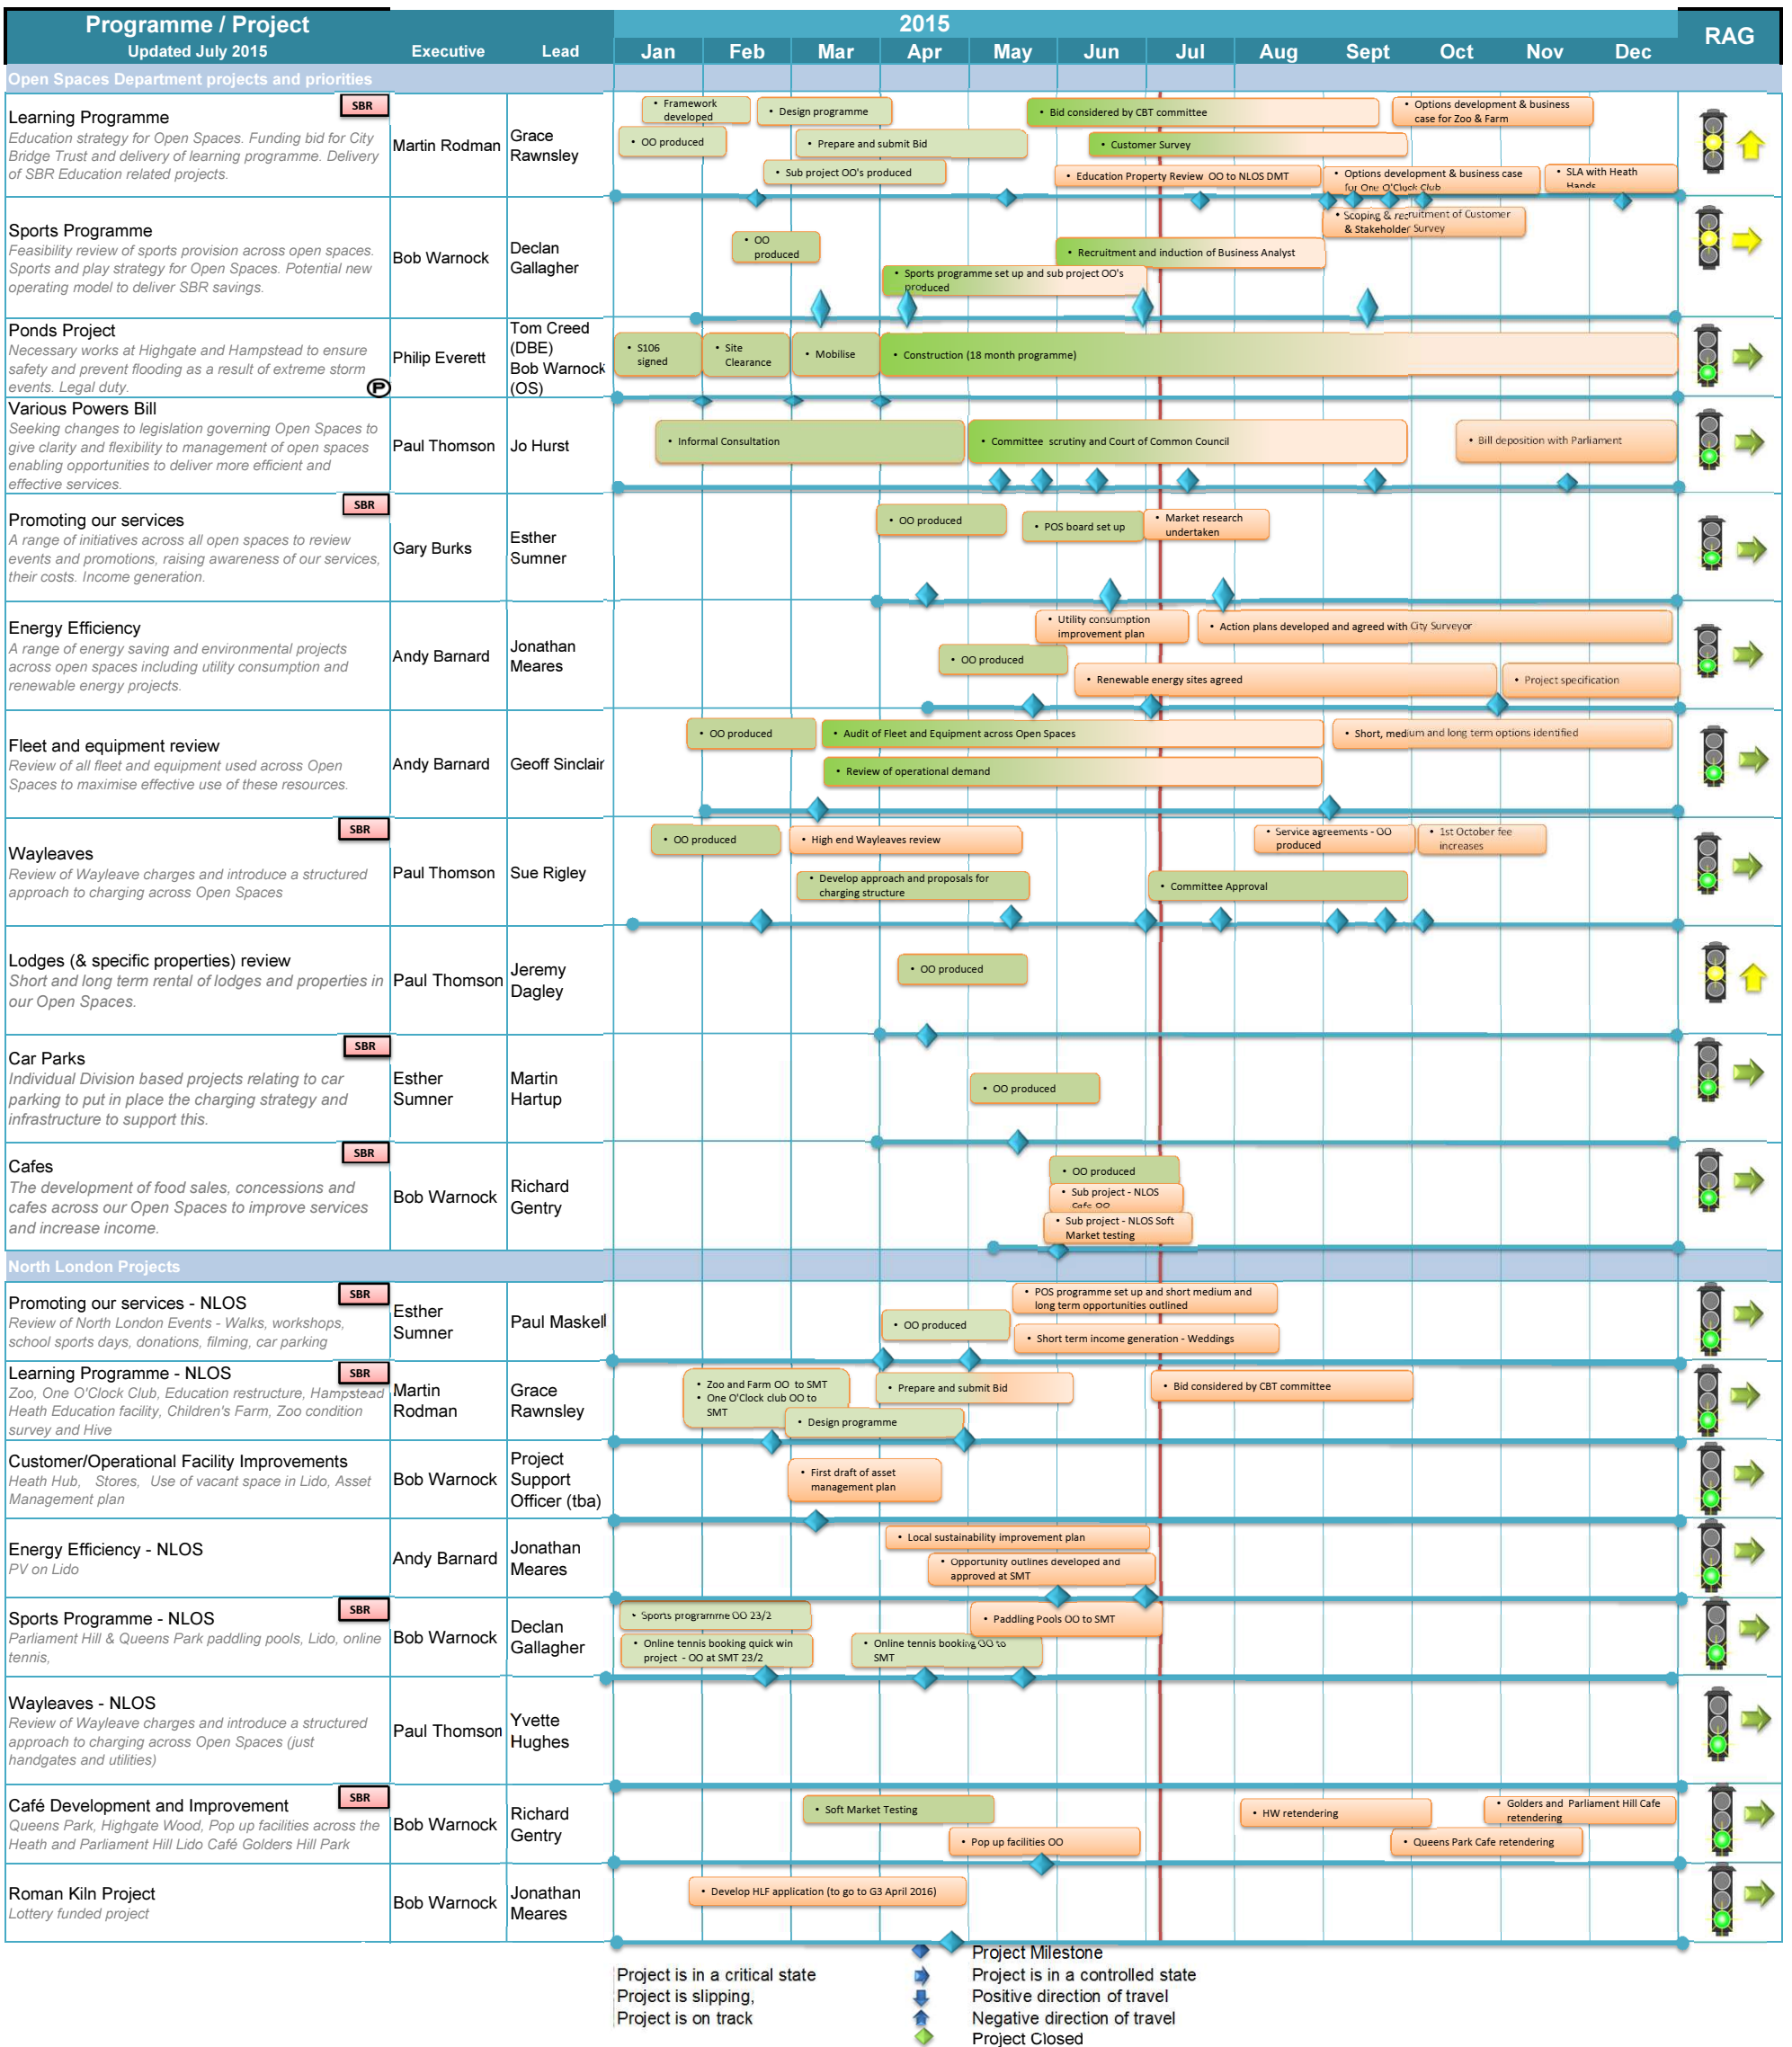 Programme / Project
Updated July 2015
Executive
Lead
2015
Jan
Feb
Mar
Apr
May
Jun
Jul
Aug
Sept
Oct
Nov
Dec
RAG
Open Spaces Department projects and priorities
SBR
Learning Programme
Education strategy for Open Spaces. Funding bid for City
Bridge Trust and delivery of learning programme. Delivery
of SBR Education related projects.
Martin Rodman
Grace
Rawnsley
• Framework
developed
• Design programme
• Bid considered by CBT committee
• Options development & business
case for Zoo & Farm
• OO produced
• Prepare and submit Bid
• Customer Survey
• Sub project OO's produced
• Education Property Review OO to NLOS DMT
• Options development & business case
for One O'Clock Club
• SLA with Heath
Hands
Sports Programme
Feasibility review of sports provision across open spaces.
Sports and play strategy for Open Spaces. Potential new
operating model to deliver SBR savings.
Bob Warnock
Declan
Gallagher
• OO
produced
• Scoping & recruitment of Customer
& Stakeholder Survey
• Recruitment and induction of Business Analyst
• Sports programme set up and sub project OO's
produced
Ponds Project
Necessary works at Highgate and Hampstead to ensure
safety and prevent flooding as a result of extreme storm
events. Legal duty.
P
Philip Everett
Tom Creed
(DBE)
Bob Warnock
(OS)
• S106
signed
• Site
Clearance
• Mobilise
• Construction (18 month programme)
Various Powers Bill
Seeking changes to legislation governing Open Spaces to
give clarity and flexibility to management of open spaces
enabling opportunities to deliver more efficient and
effective services.
Paul Thomson
Jo Hurst
• Informal Consultation
• Committee scrutiny and Court of Common Council
• Bill deposition with Parliament
SBR
Promoting our services
A range of initiatives across all open spaces to review
events and promotions, raising awareness of our services,
their costs. Income generation.
Gary Burks
Esther
Sumner
• OO produced
• POS board set up
• Market research
undertaken
Energy Efficiency
A range of energy saving and environmental projects
across open spaces including utility consumption and
renewable energy projects.
Andy Barnard
Jonathan
Meares
• Utility consumption
improvement plan
• Action plans developed and agreed with City Surveyor
• OO produced
• Renewable energy sites agreed
• Project specification
Fleet and equipment review
Review of all fleet and equipment used across Open
Spaces to maximise effective use of these resources.
Andy Barnard
Geoff Sinclair
• OO produced
• Audit of Fleet and Equipment across Open Spaces
• Short, medium and long term options identified
• Review of operational demand
SBR
Wayleaves
Review of Wayleave charges and introduce a structured
approach to charging across Open Spaces
Paul Thomson
Sue Rigley
• OO produced
• High end Wayleaves review
• Service agreements - OO
produced
• 1st October fee
increases
• Develop approach and proposals for
charging structure
• Committee Approval
Lodges (& specific properties) review
Short and long term rental of lodges and properties in
our Open Spaces.
Paul Thomson
Jeremy
Dagley
• OO produced
SBR
Car Parks
Individual Division based projects relating to car
parking to put in place the charging strategy and
infrastructure to support this.
Esther
Sumner
Martin
Hartup
• OO produced
SBR
Cafes
The development of food sales, concessions and
cafes across our Open Spaces to improve services
and increase income.
Bob Warnock
Richard
Gentry
• OO produced
• Sub project - NLOS
Cafe OO
• Sub project - NLOS Soft
Market testing
North London Projects
SBR
Promoting our services - NLOS
Review of North London Events - Walks, workshops,
school sports days, donations, filming, car parking
Esther
Sumner
Paul Maskell
• POS programme set up and short medium and
long term opportunities outlined
• OO produced
• Short term income generation - Weddings
SBR
Learning Programme - NLOS
Zoo, One O'Clock Club, Education restructure, Hampstead
Heath Education facility, Children's Farm, Zoo condition
survey and Hive
Martin
Rodman
Grace
Rawnsley
• Zoo and Farm OO to SMT
• One O'Clock club OO to
SMT
• Prepare and submit Bid
• Bid considered by CBT committee
• Design programme
Customer/Operational Facility Improvements
Heath Hub, Stores, Use of vacant space in Lido, Asset
Management plan
Bob Warnock
Project
Support
Officer (tba)
• First draft of asset
management plan
Energy Efficiency - NLOS
PV on Lido
Andy Barnard
Jonathan
Meares
• Local sustainability improvement plan
• Opportunity outlines developed and
approved at SMT
SBR
Sports Programme - NLOS
Parliament Hill & Queens Park paddling pools, Lido, online
tennis,
Bob Warnock
Declan
Gallagher
• Sports programme OO 23/2
• Paddling Pools OO to SMT
• Online tennis booking quick win
project - OO at SMT 23/2
• Online tennis booking OO to
SMT
Wayleaves - NLOS
Review of Wayleave charges and introduce a structured
approach to charging across Open Spaces (just
handgates and utilities)
Paul Thomson
Yvette
Hughes
SBR
Café Development and Improvement
Queens Park, Highgate Wood, Pop up facilities across the
Heath and Parliament Hill Lido Café Golders Hill Park
Bob Warnock
Richard
Gentry
• Soft Market Testing
• HW retendering
• Golders and Parliament Hill Cafe
retendering
• Pop up facilities OO
• Queens Park Cafe retendering
Roman Kiln Project
Lottery funded project
Bob Warnock
Jonathan
Meares
• Develop HLF application (to go to G3 April 2016)
Project Milestone
Project is in a critical state
Project is in a controlled state
Project is slipping,
Positive direction of travel
Project is on track
Negative direction of travel
Project Closed